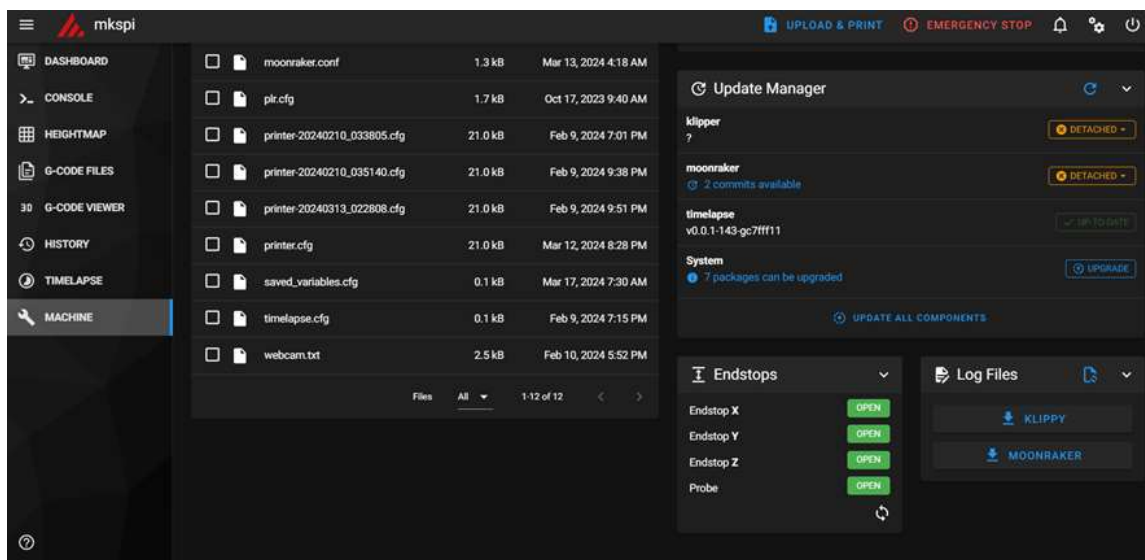 mkspi
UPLOAD & PRINT
EMERGENCY STOP
DASHBOARD
CONSOLE
HEIGHTMAP
G-CODE FILES
3D G-CODE VIEWER
HISTORY
TIMELAPSE
MACHINE
moonraker.conf 1.3 kB Mar 13, 2024 4:18 AM
plr.cfg 1.7 kB Oct 17, 2023 9:40 AM
printer-20240210_033805.cfg 21.0 kB Feb 9, 2024 7:01 PM
printer-20240210_035140.cfg 21.0 kB Feb 9, 2024 9:38 PM
printer-20240313_022808.cfg 21.0 kB Feb 9, 2024 9:51 PM
printer.cfg 21.0 kB Mar 12, 2024 8:28 PM
saved_variables.cfg 0.1 kB Mar 17, 2024 7:30 AM
timelapse.cfg 0.1 kB Feb 9, 2024 7:15 PM
webcam.txt 2.5 kB Feb 10, 2024 5:52 PM
Files All 1-12 of 12
Update Manager
klipper
?
DETACHED
moonraker
2 commits available
DETACHED
timelapse
v0.0.1-143-gc7fff11
UP-TO-DATE
System
7 packages can be upgraded
UPGRADE
UPDATE ALL COMPONENTS
Endstops
Endstop X OPEN
Endstop Y OPEN
Endstop Z OPEN
Probe OPEN
Log Files
KLIPPY
MOONRAKER